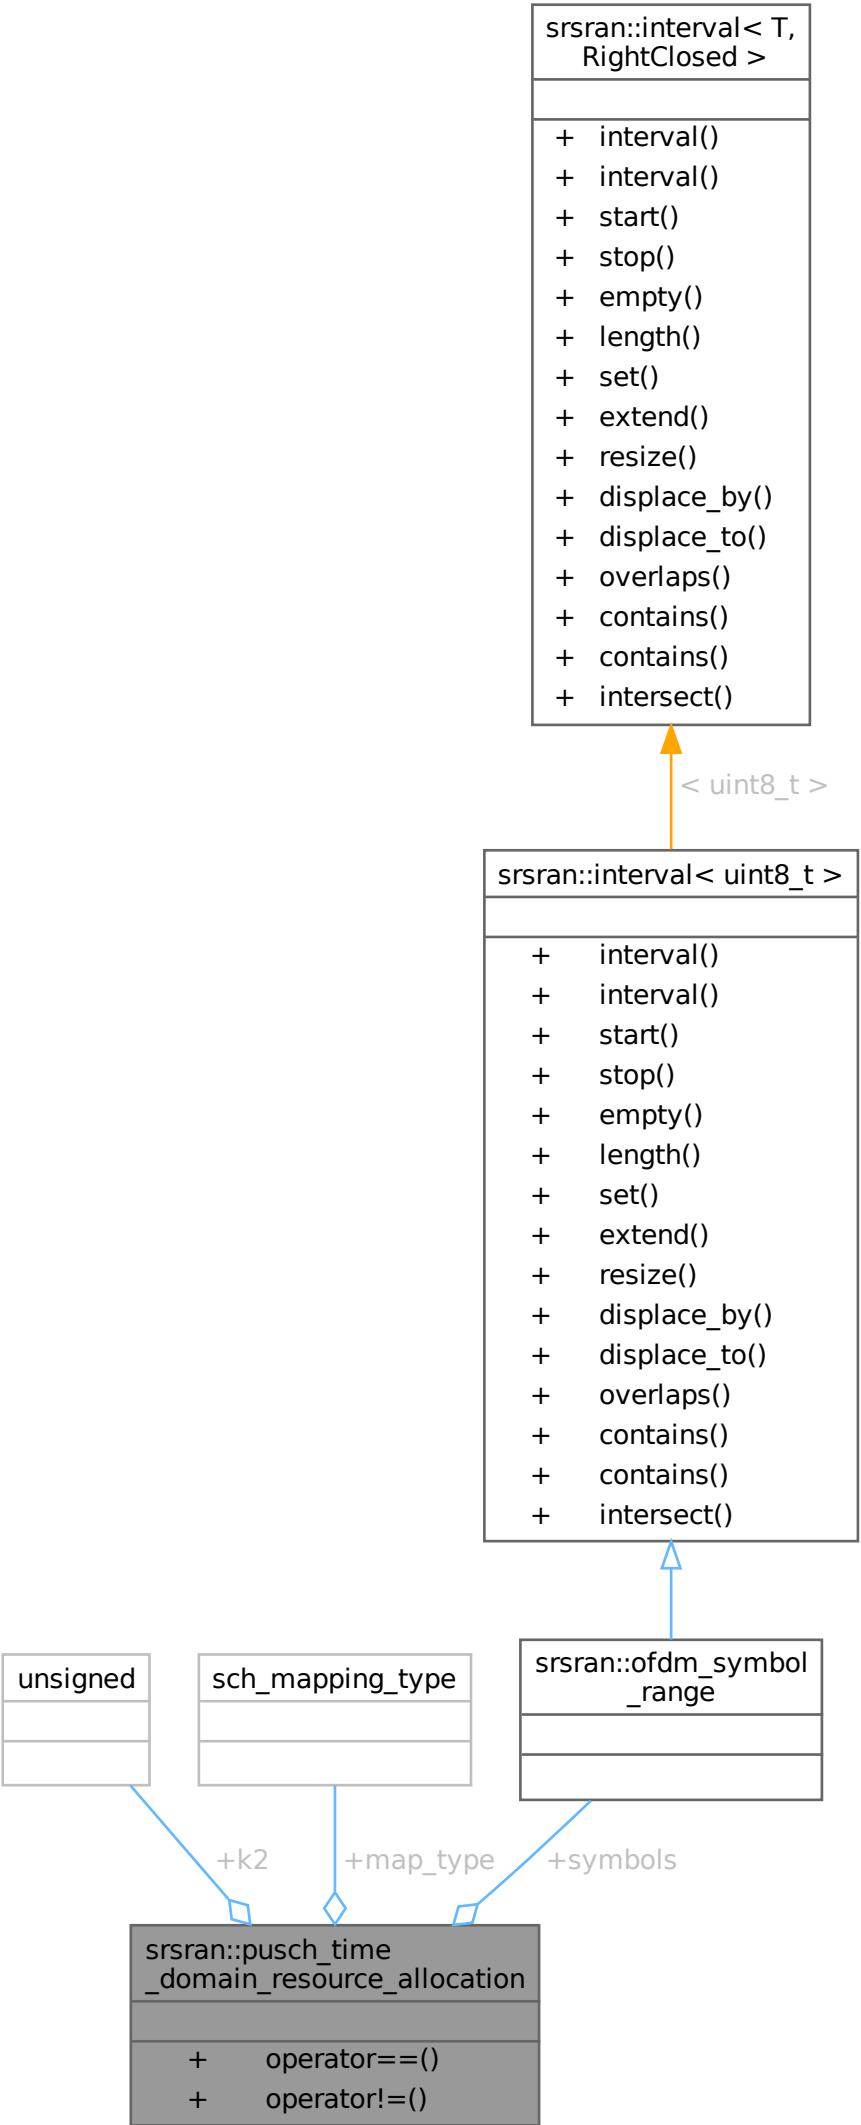 srsran::interval< T,
RightClosed >
+ interval()
+ interval()
+ start()
+ stop()
+ empty()
+ length()
+ set()
+ extend()
+ resize()
+ displace_by()
+ displace_to()
+ overlaps()
+ contains()
+ contains()
+ intersect()
< uint8_t >
srsran::interval< uint8_t >
+ interval()
+ interval()
+ start()
+ stop()
+ empty()
+ length()
+ set()
+ extend()
+ resize()
+ displace_by()
+ displace_to()
+ overlaps()
+ contains()
+ contains()
+ intersect()
unsigned
sch_mapping_type
srsran::ofdm_symbol
_range
+k2
+map_type
+symbols
srsran::pusch_time
_domain_resource_allocation
+ operator==()
+ operator!=()